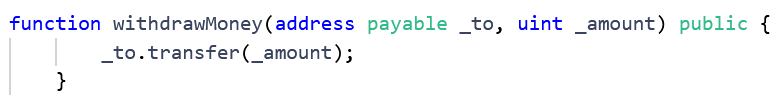 function withdrawMoney(address payable _to, uint _amount) public {
_to.transfer(_amount);
}